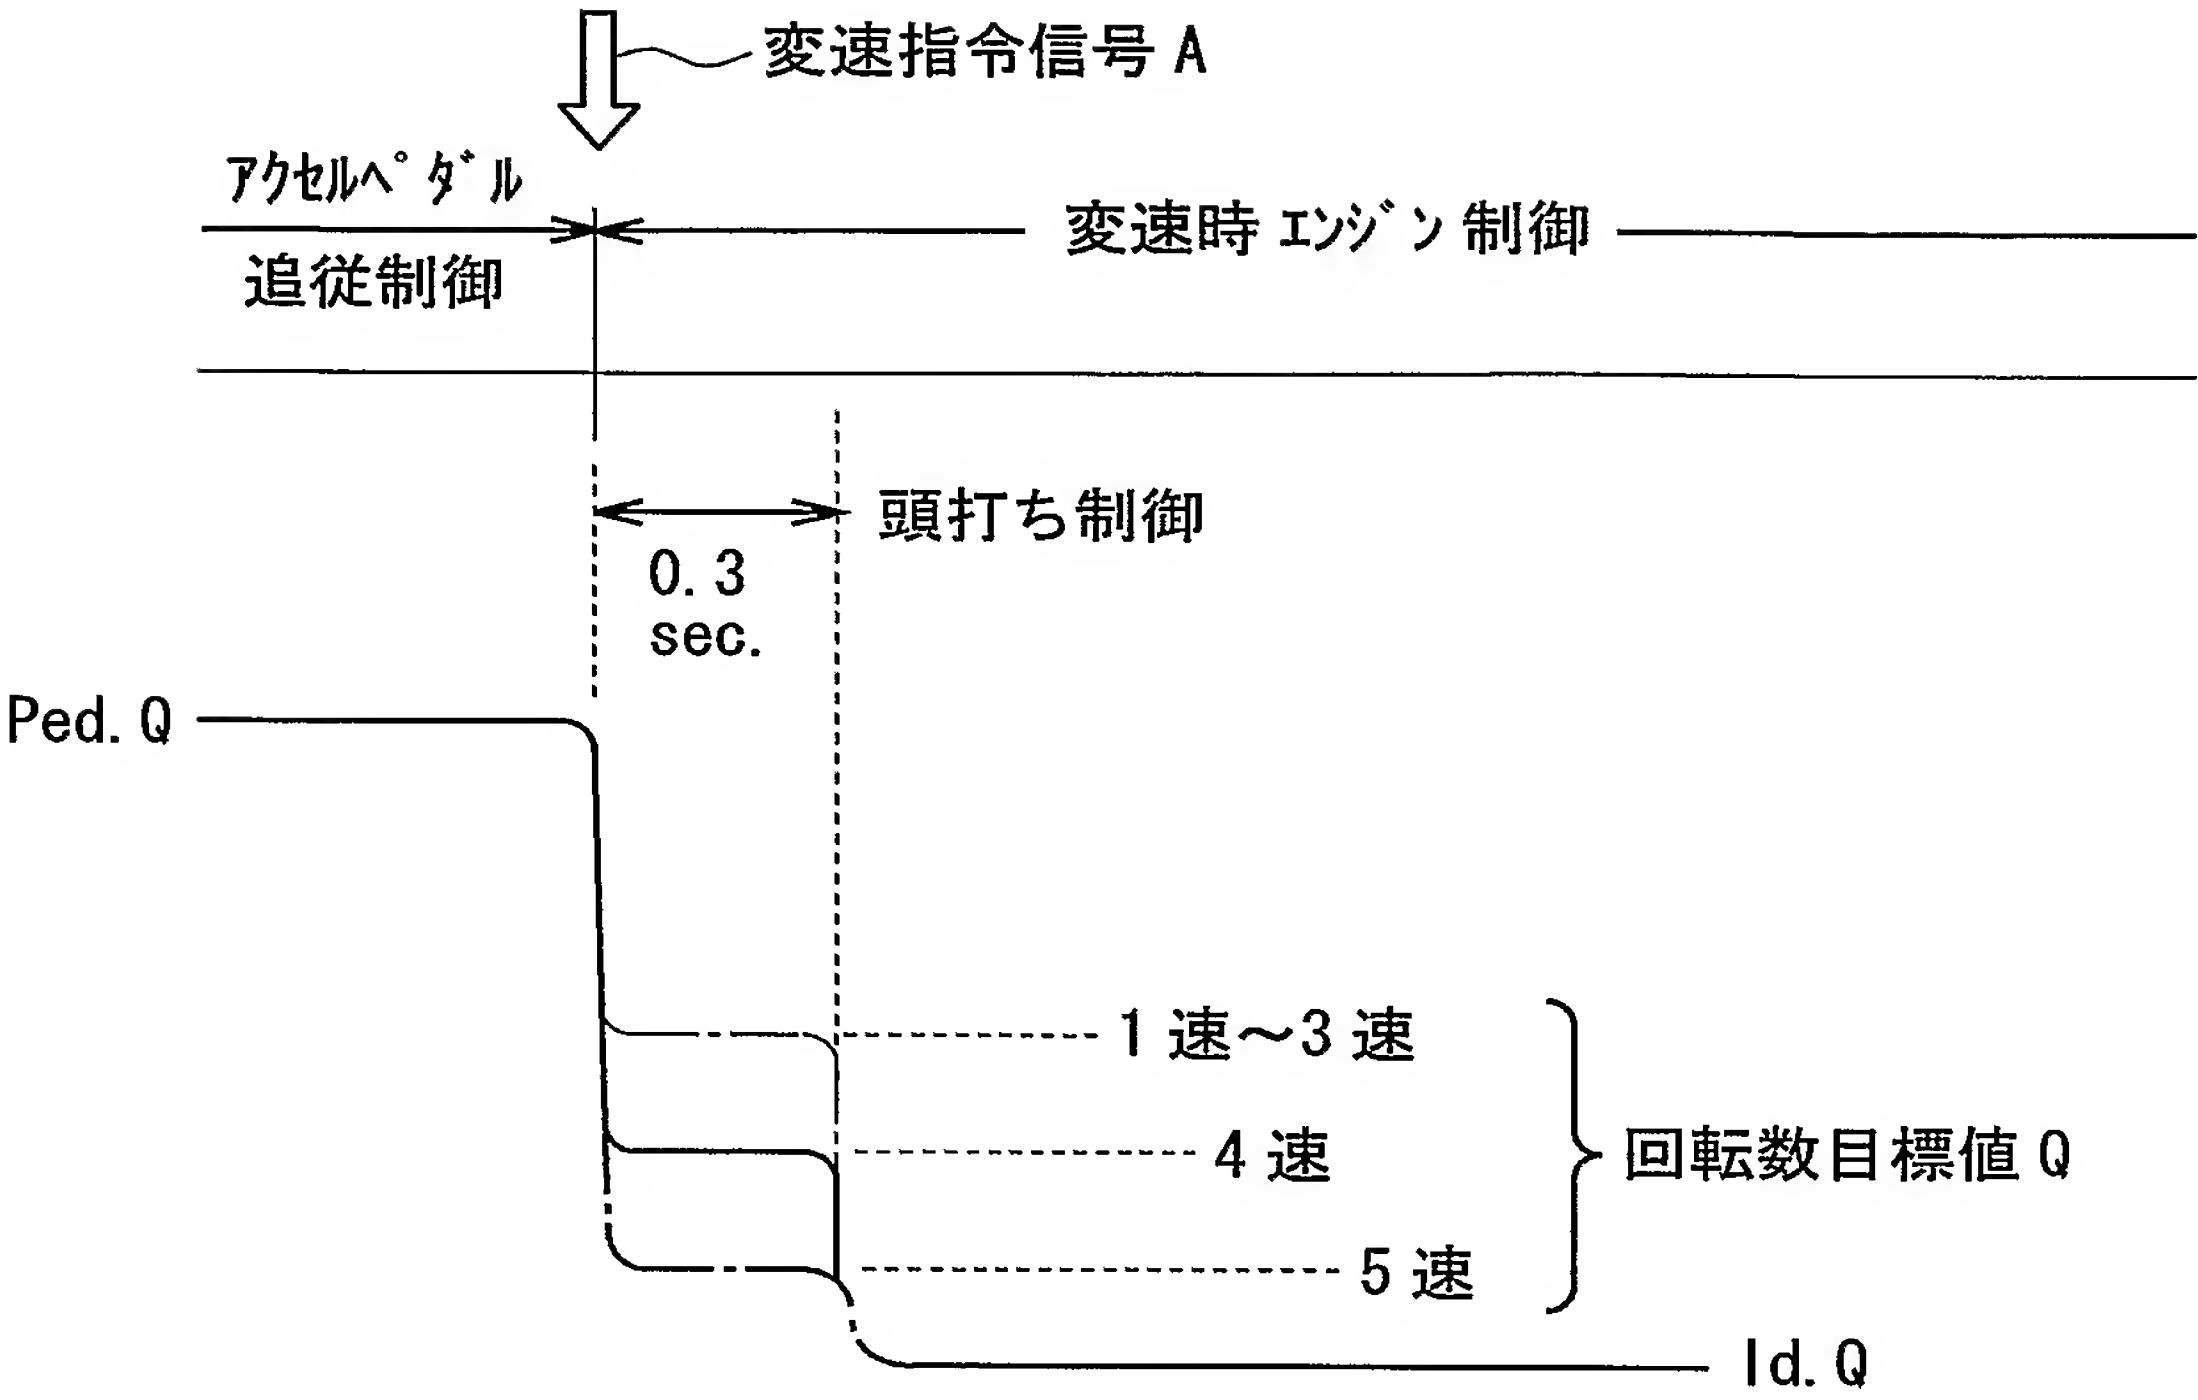 変速指令信号 A
ｱｸｾﾙﾍﾟﾀﾞﾙ
追従制御
変速時 ｴﾝｼﾞﾝ 制御
頭打ち制御
0.3
sec.
Ped.Q
1 速～3 速
4 速
回転数目標値 Q
5 速
Id.Q